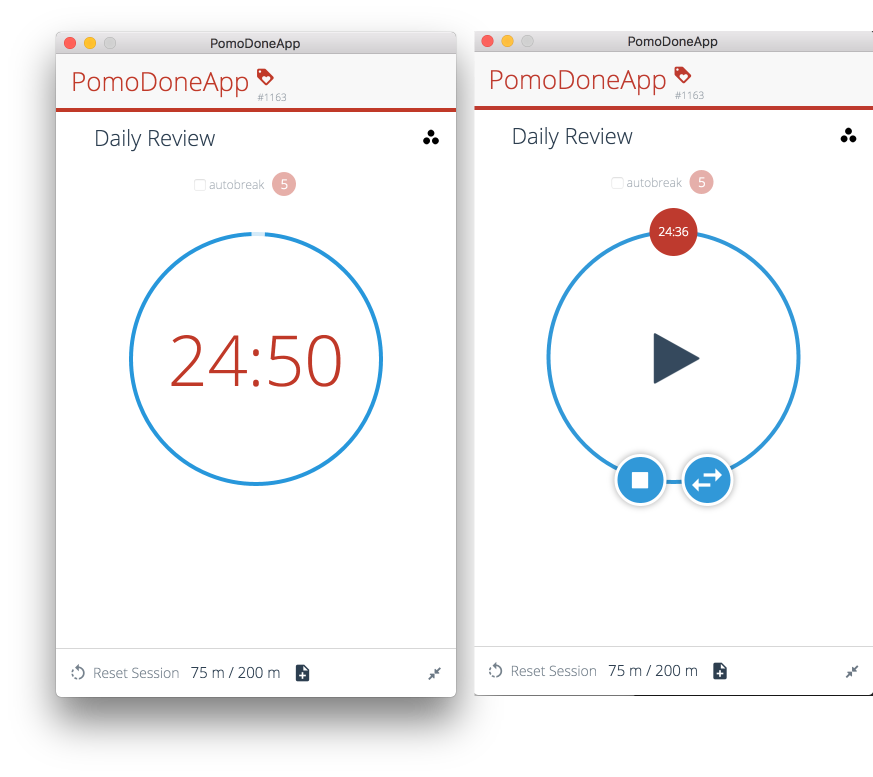 PomoDoneApp
PomoDoneApp
#1163
Daily Review
autobreak 5
24:50
Reset Session 75 m / 200 m
PomoDoneApp
PomoDoneApp
#1163
Daily Review
autobreak 5
24:36
Reset Session 75 m / 200 m